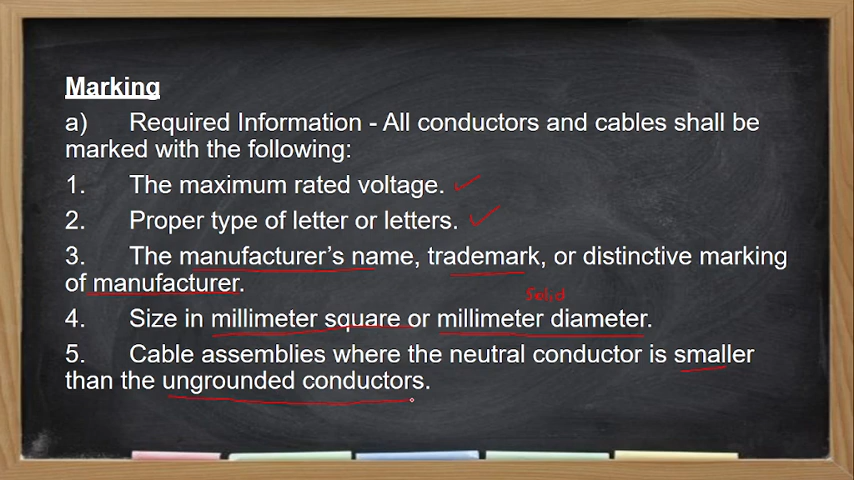 Marking
a) Required Information - All conductors and cables shall be
marked with the following:
1. The maximum rated voltage.
2. Proper type of letter or letters.
3. The manufacturer’s name, trademark, or distinctive marking
of manufacturer.
Solid
4. Size in millimeter square or millimeter diameter.
5. Cable assemblies where the neutral conductor is smaller
than the ungrounded conductors.